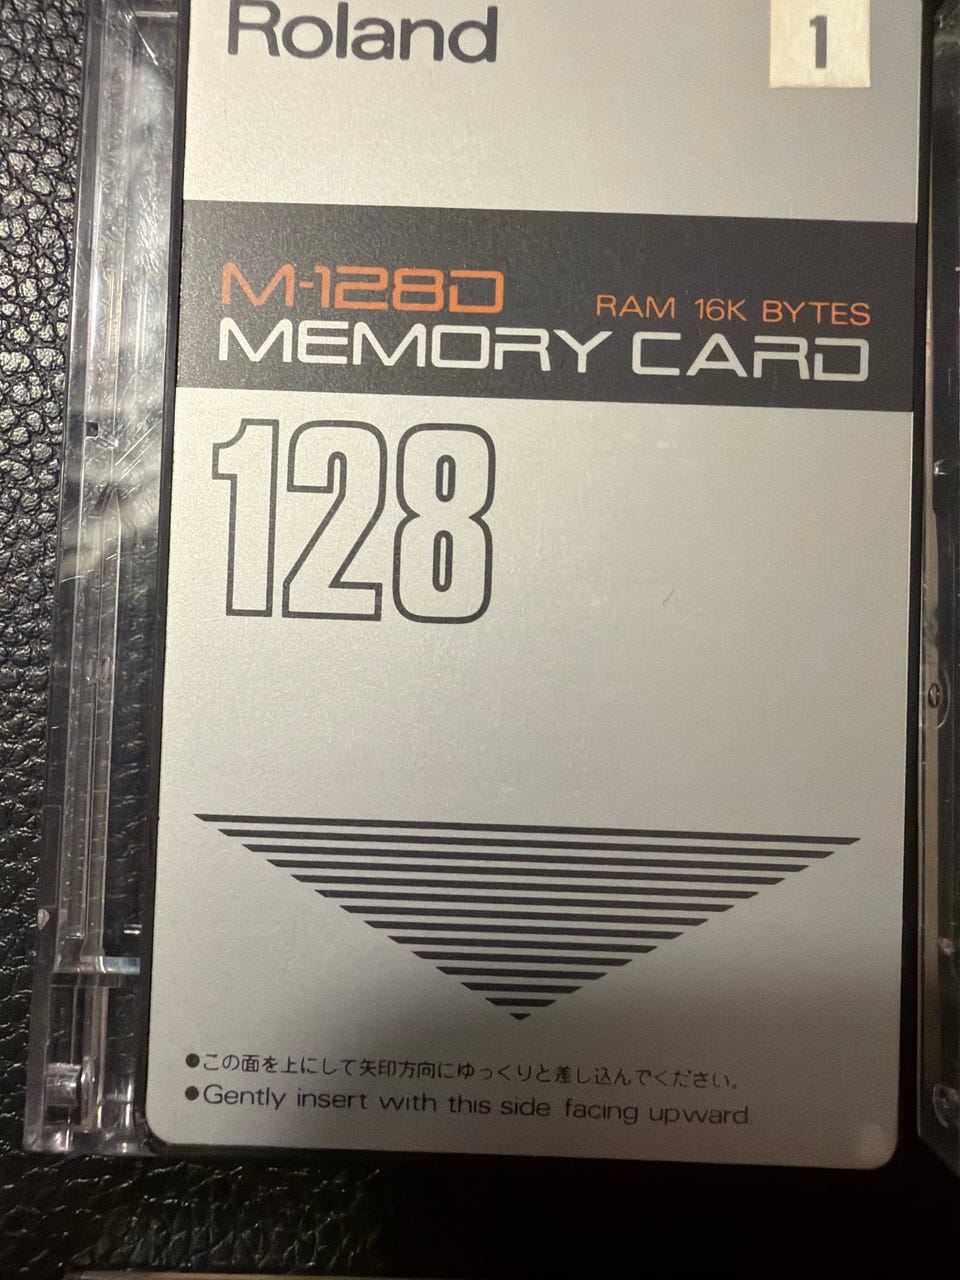 Roland
1
M-128D
RAM 16K BYTES
MEMORY CARD
128
●この面を上にして矢印方向にゆっくりと差し込んでください。
●Gently insert with this side facing upward